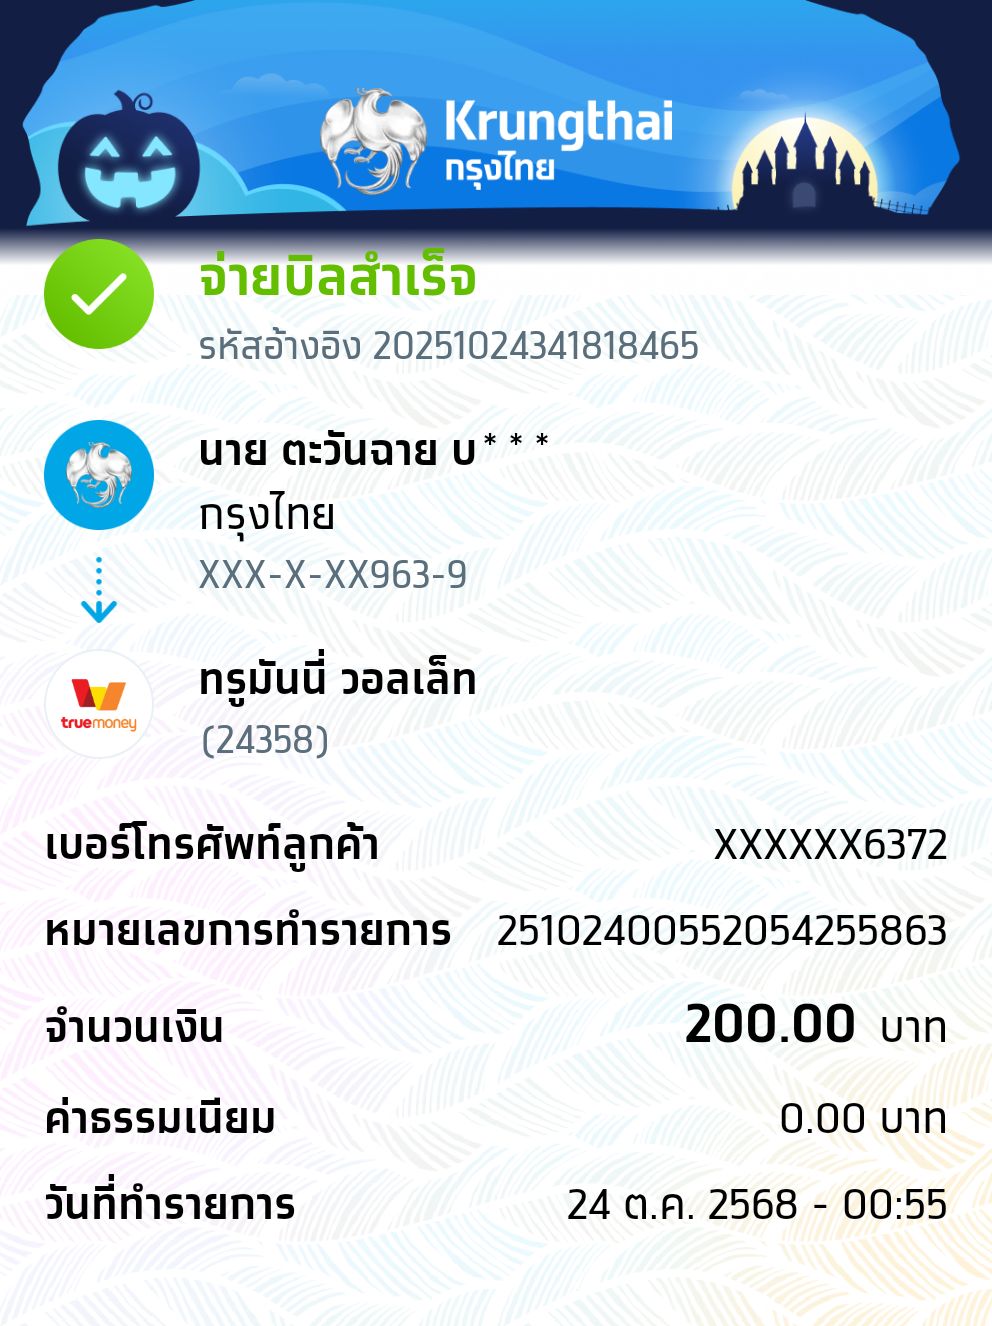 Krungthai
กรุงไทย
จ่ายบิลสำเร็จ
รหัสอ้างอิง 20251024341818465
นาย ตะวันฉาย บ***
กรุงไทย
XXX-X-XX963-9
truemoney
ทรูมันนี่ วอลเล็ท
(24358)
เบอร์โทรศัพท์ลูกค้า XXXXXX6372
หมายเลขการทำรายการ 25102400552054255863
จำนวนเงิน 200.00 บาท
ค่าธรรมเนียม 0.00 บาท
วันที่ทำรายการ 24 ต.ค. 2568 - 00:55